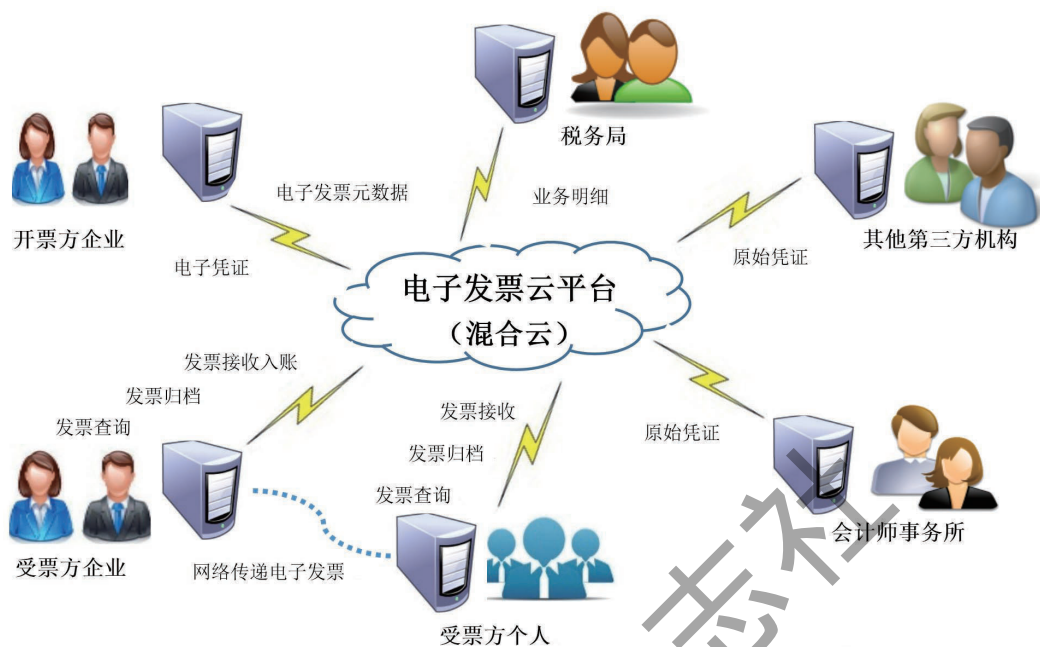 税务局
电子发票元数据
业务明细
开票方企业
其他第三方机构
电子凭证
原始凭证
电子发票云平台
（混合云）
发票接收入账
发票归档
发票查询
发票接收
发票归档
发票查询
原始凭证
受票方企业
网络传递电子发票
会计师事务所
受票方个人
志社